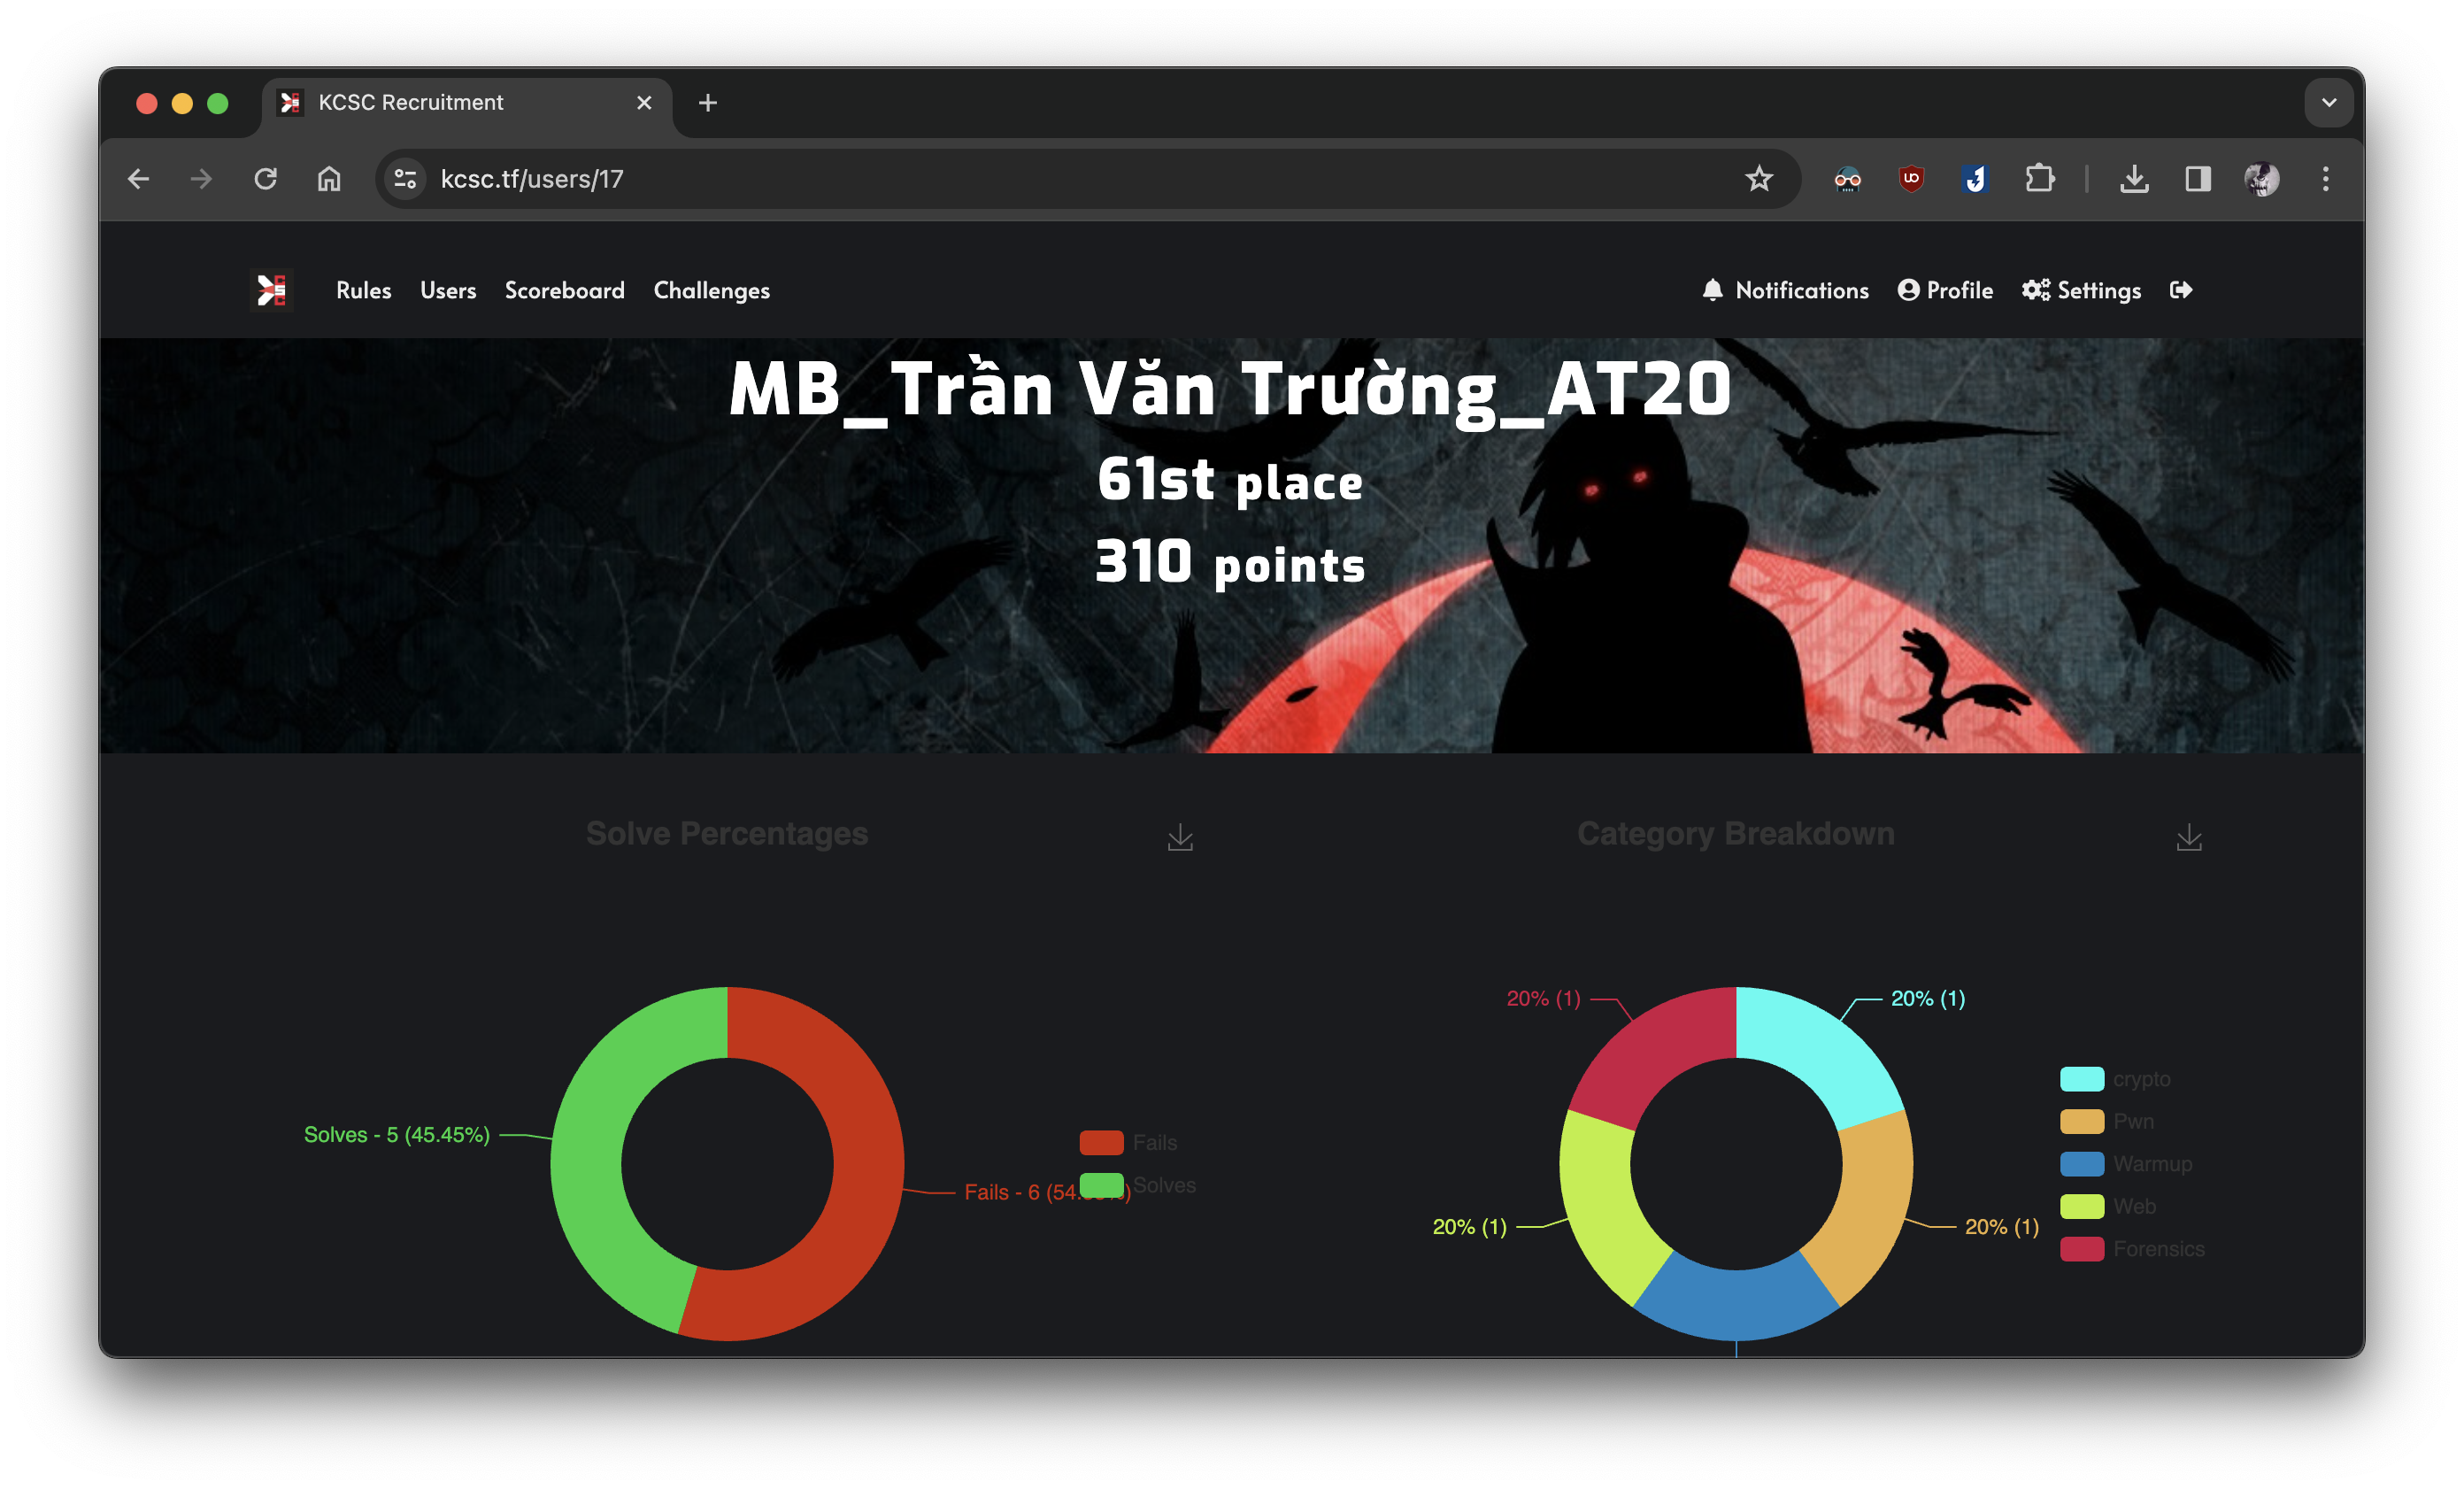 KCSC Recruitment
kcsc.tf/users/17
Rules Users Scoreboard Challenges Notifications Profile Settings
MB_Trần Văn Trường_AT20
61st place
310 points
Solve Percentages
Solves - 5 (45.45%)
Fails - 6 (54.
Fails
Solves
Category Breakdown
20% (1)
20% (1)
20% (1)
20% (1)
crypto
Pwn
Warmup
Web
Forensics